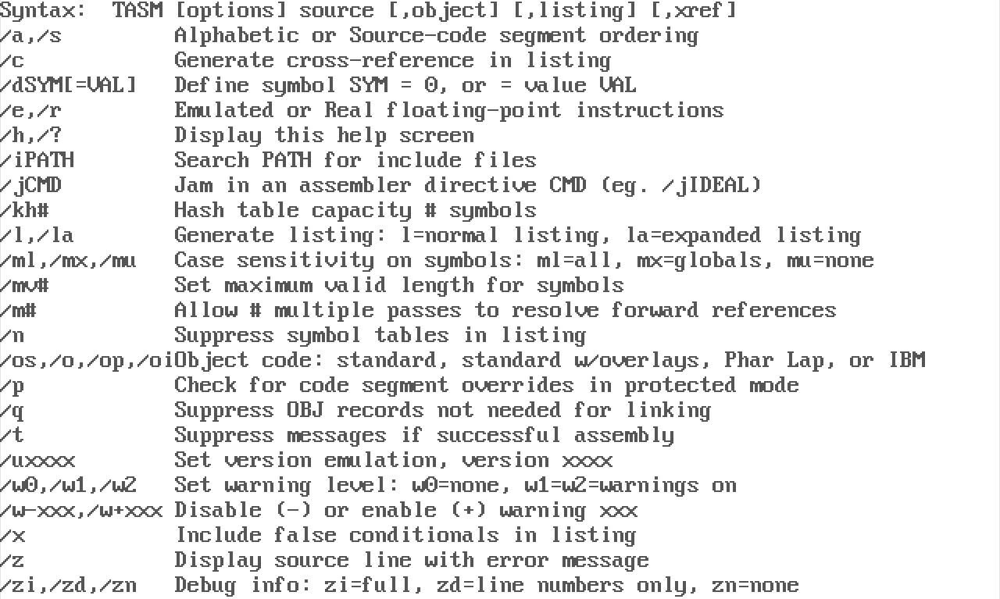 Syntax:  TASM [options] source [,object] [,listing] [,xref]
/a,/s         Alphabetic or Source-code segment ordering
/c            Generate cross-reference in listing
/dSYM[=VAL]   Define symbol SYM = 0, or = value VAL
/e,/r         Emulated or Real floating-point instructions
/h,/?         Display this help screen
/iPATH        Search PATH for include files
/jCMD         Jam in an assembler directive CMD (eg. /jIDEAL)
/kh#          Hash table capacity # symbols
/l,/la        Generate listing: l=normal listing, la=expanded listing
/ml,/mx,/mu   Case sensitivity on symbols: ml=all, mx=globals, mu=none
/mv#          Set maximum valid length for symbols
/m#           Allow # multiple passes to resolve forward references
/n            Suppress symbol tables in listing
/os,/o,/op,/oiObject code: standard, standard w/overlays, Phar Lap, or IBM
/p            Check for code segment overrides in protected mode
/q            Suppress OBJ records not needed for linking
/t            Suppress messages if successful assembly
/uxxxx        Set version emulation, version xxxx
/w0,/w1,/w2   Set warning level: w0=none, w1=w2=warnings on
/w-xxx,/w+xxx Disable (-) or enable (+) warning xxx
/x            Include false conditionals in listing
/z            Display source line with error message
/zi,/zd,/zn   Debug info: zi=full, zd=line numbers only, zn=none